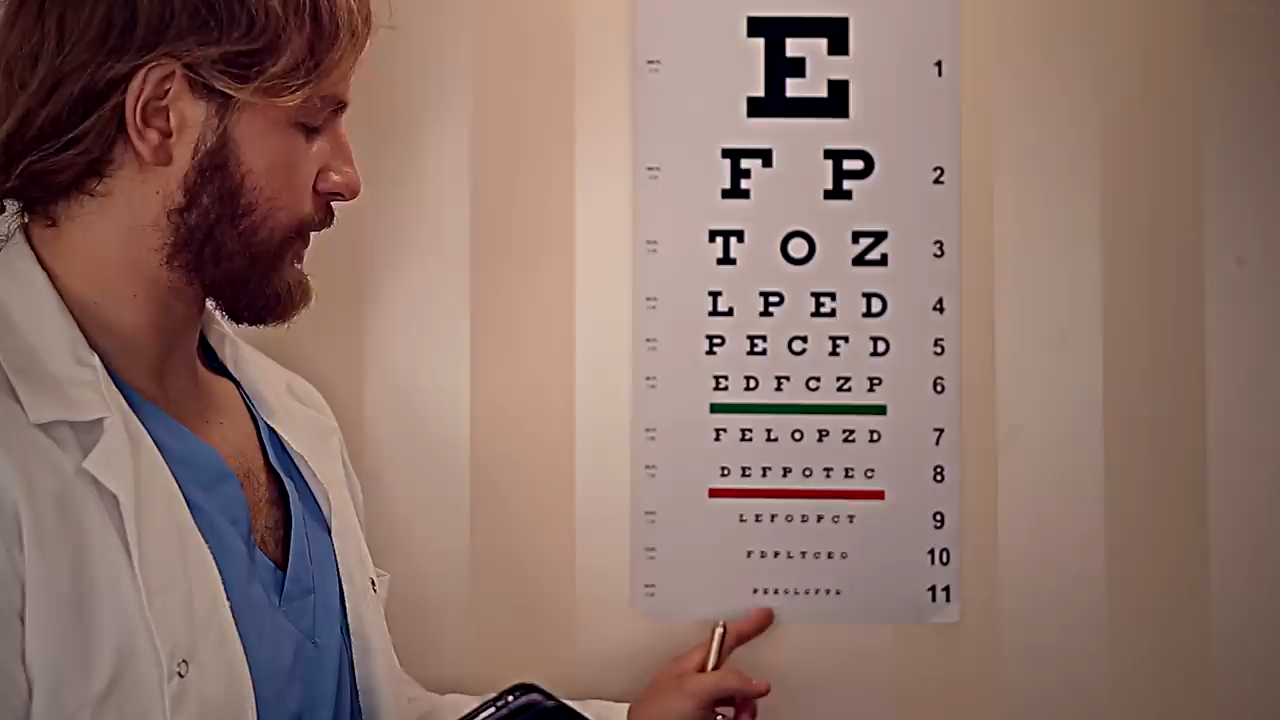 E 1
F P 2
T O Z 3
L P E D 4
P E C F D 5
E D F C Z P 6
F E L O P Z D 7
D E F P O T E C 8
L E F O D P C T 9
F D P L T C E O 10
11